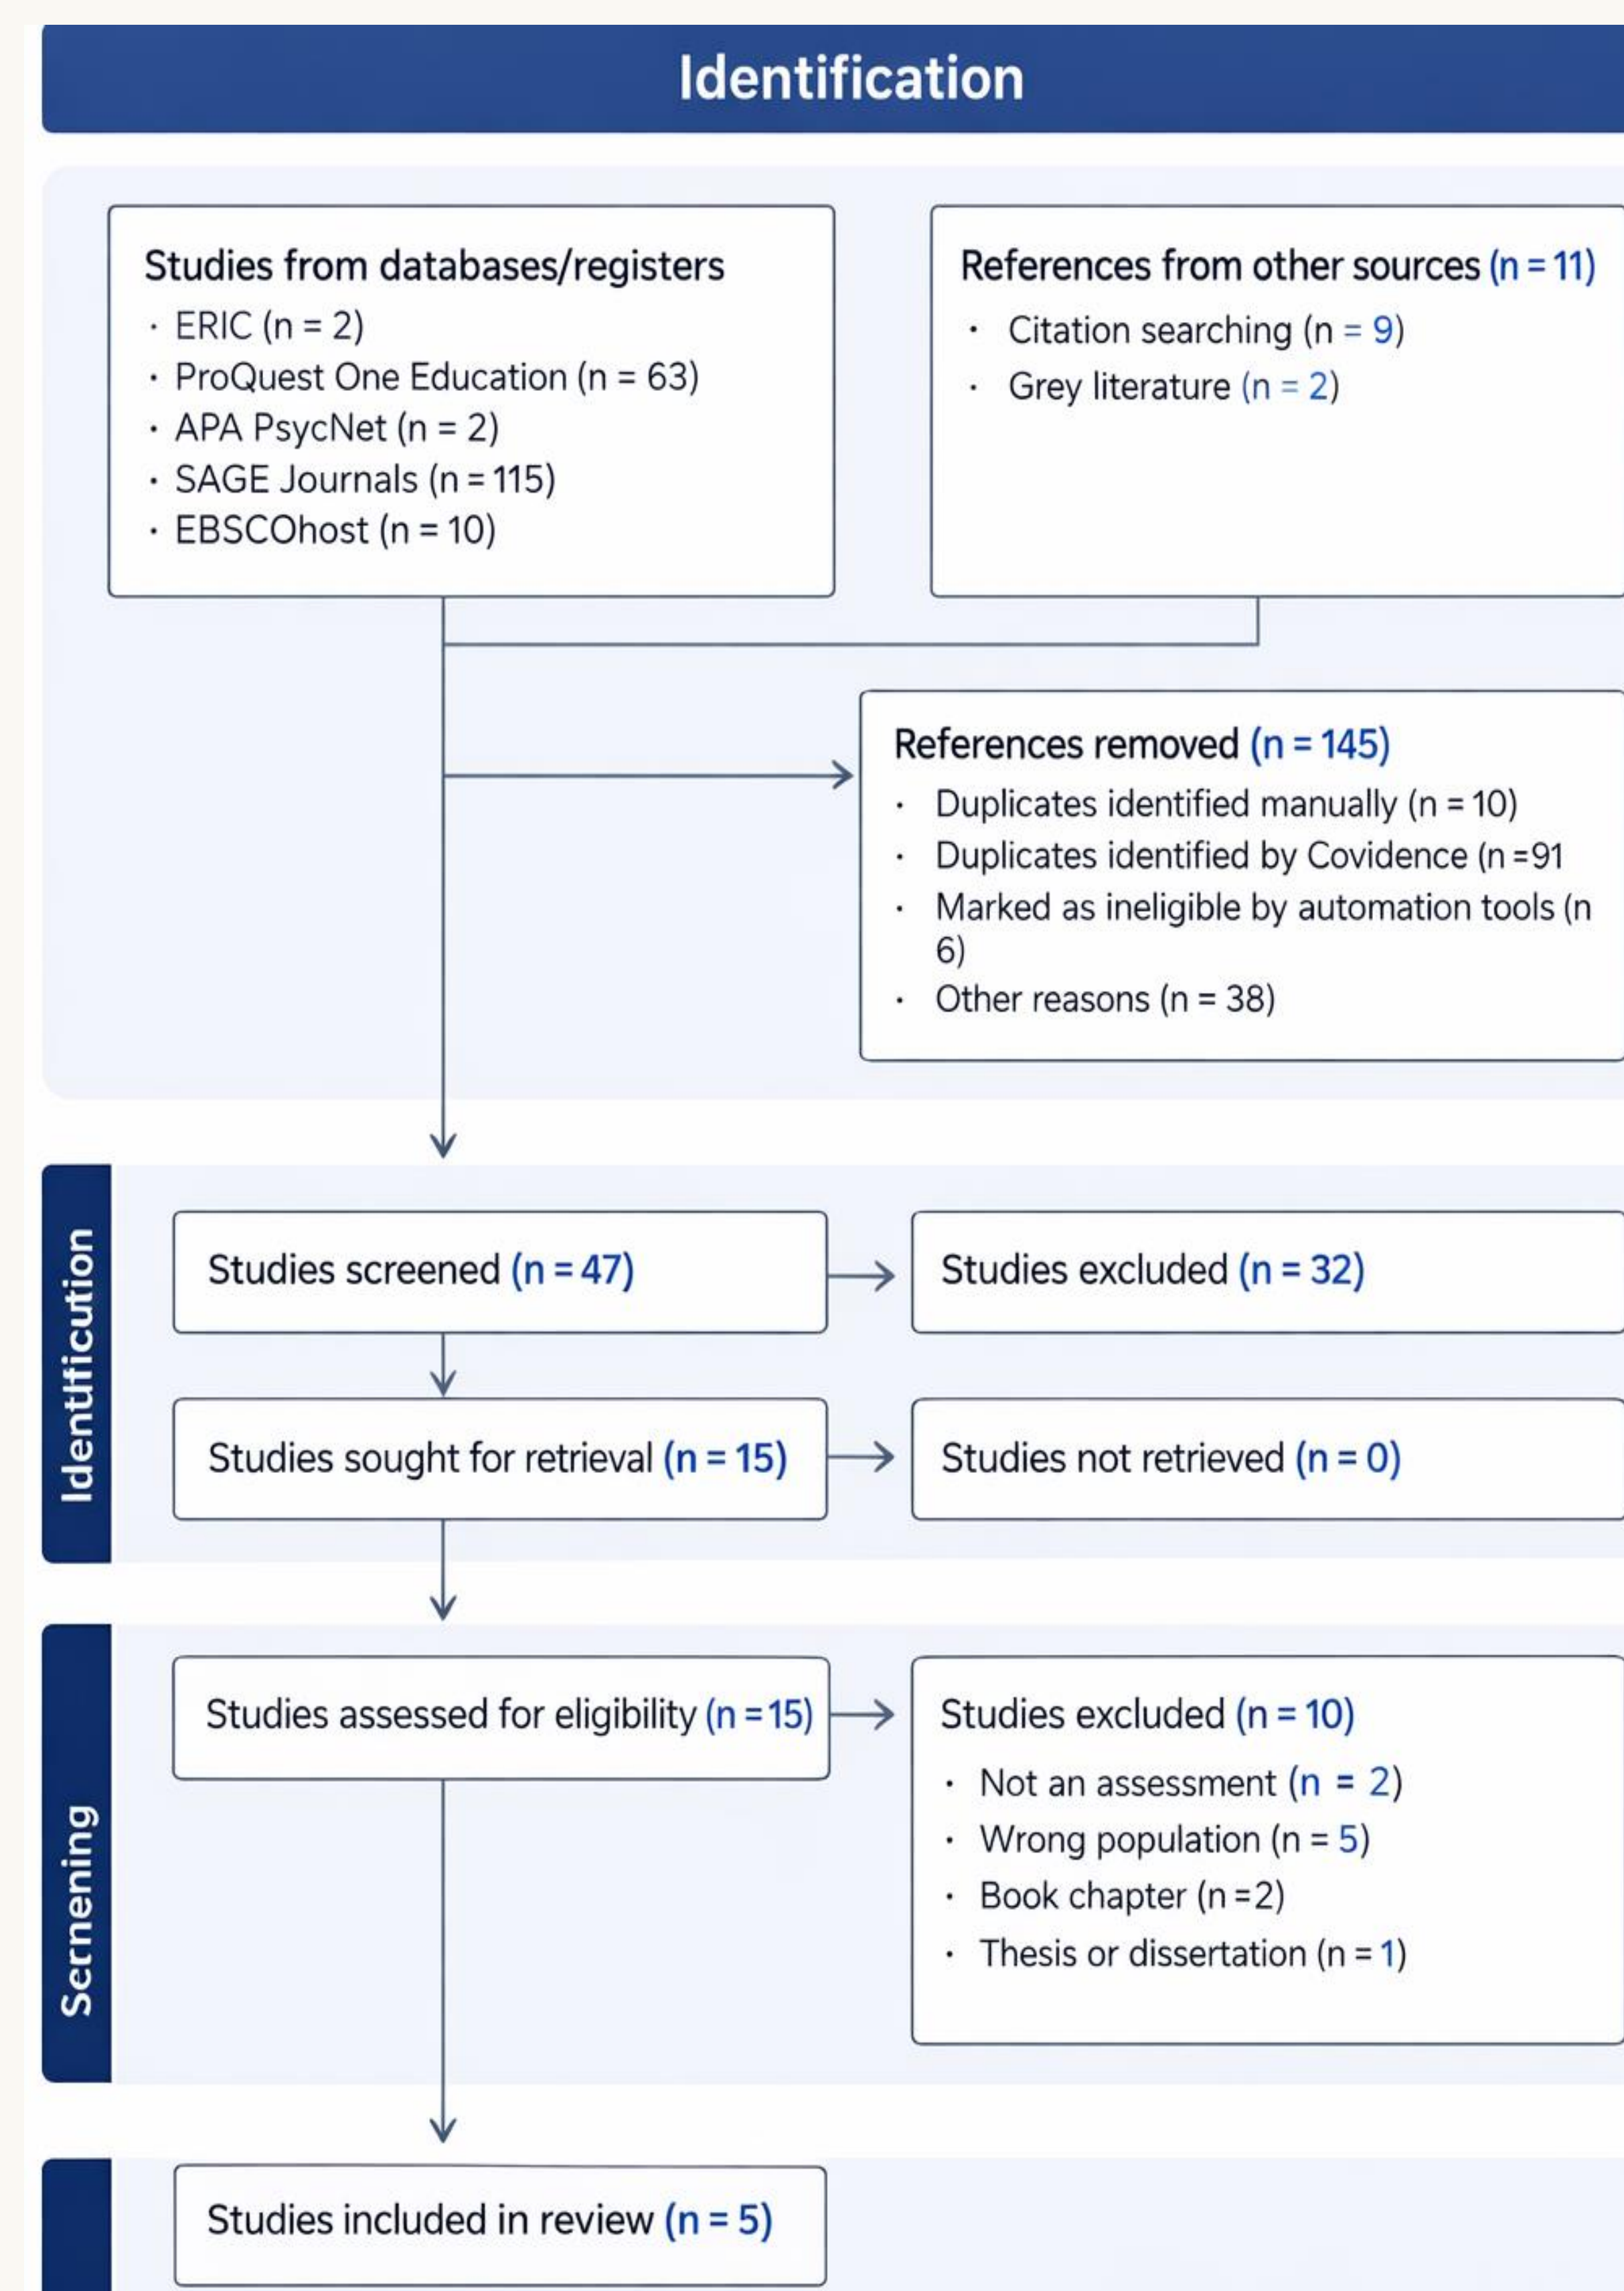 Identification
Studies from databases/registers
· ERIC (n = 2)
· ProQuest One Education (n = 63)
· APA PsycNet (n = 2)
· SAGE Journals (n = 115)
· EBSCOhost (n = 10)
References from other sources (n = 11)
· Citation searching (n = 9)
· Grey literature (n = 2)
References removed (n = 145)
· Duplicates identified manually (n = 10)
· Duplicates identified by Covidence (n =91
· Marked as ineligible by automation tools (n
6)
· Other reasons (n = 38)
Identificution
Studies screened (n = 47)
Studies excluded (n = 32)
Studies sought for retrieval (n = 15)
Studies not retrieved (n = 0)
Scrnening
Studies assessed for eligibility (n = 15)
Studies excluded (n = 10)
· Not an assessment (n = 2)
· Wrong population (n = 5)
· Book chapter (n =2)
· Thesis or dissertation (n = 1)
Studies included in review (n = 5)